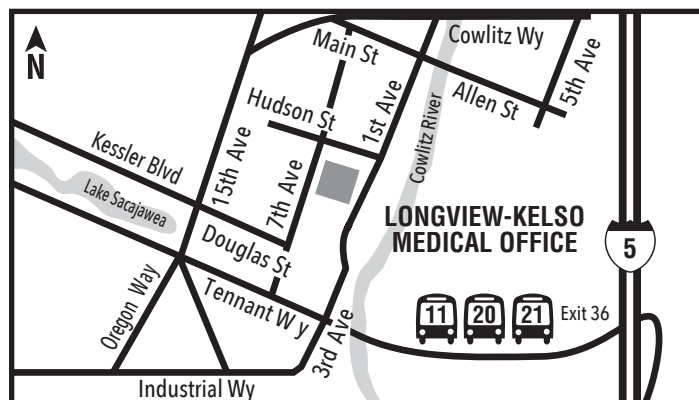 N
Cowlitz Wy
Main St
Allen St
5th Ave
Hudson St
1st Ave
Cowlitz River
Kessler Blvd
15th Ave
7th Ave
Lake Sacajawea
LONGVIEW-KELSO
MEDICAL OFFICE
5
Douglas St
Oregon Way
Tennant W y
3rd Ave
11
20
21
Exit 36
Industrial Wy